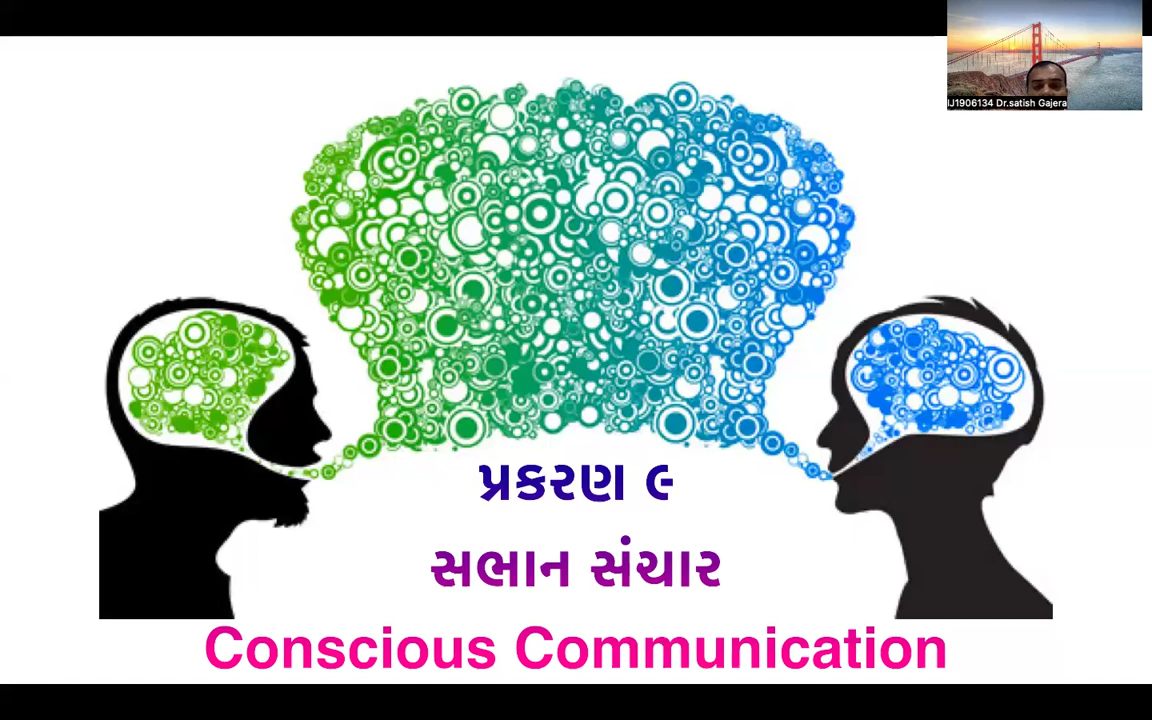 IJ1906134 Dr.satish Gajera
પ્રકરણ ૯
સભાન સંચાર
Conscious Communication